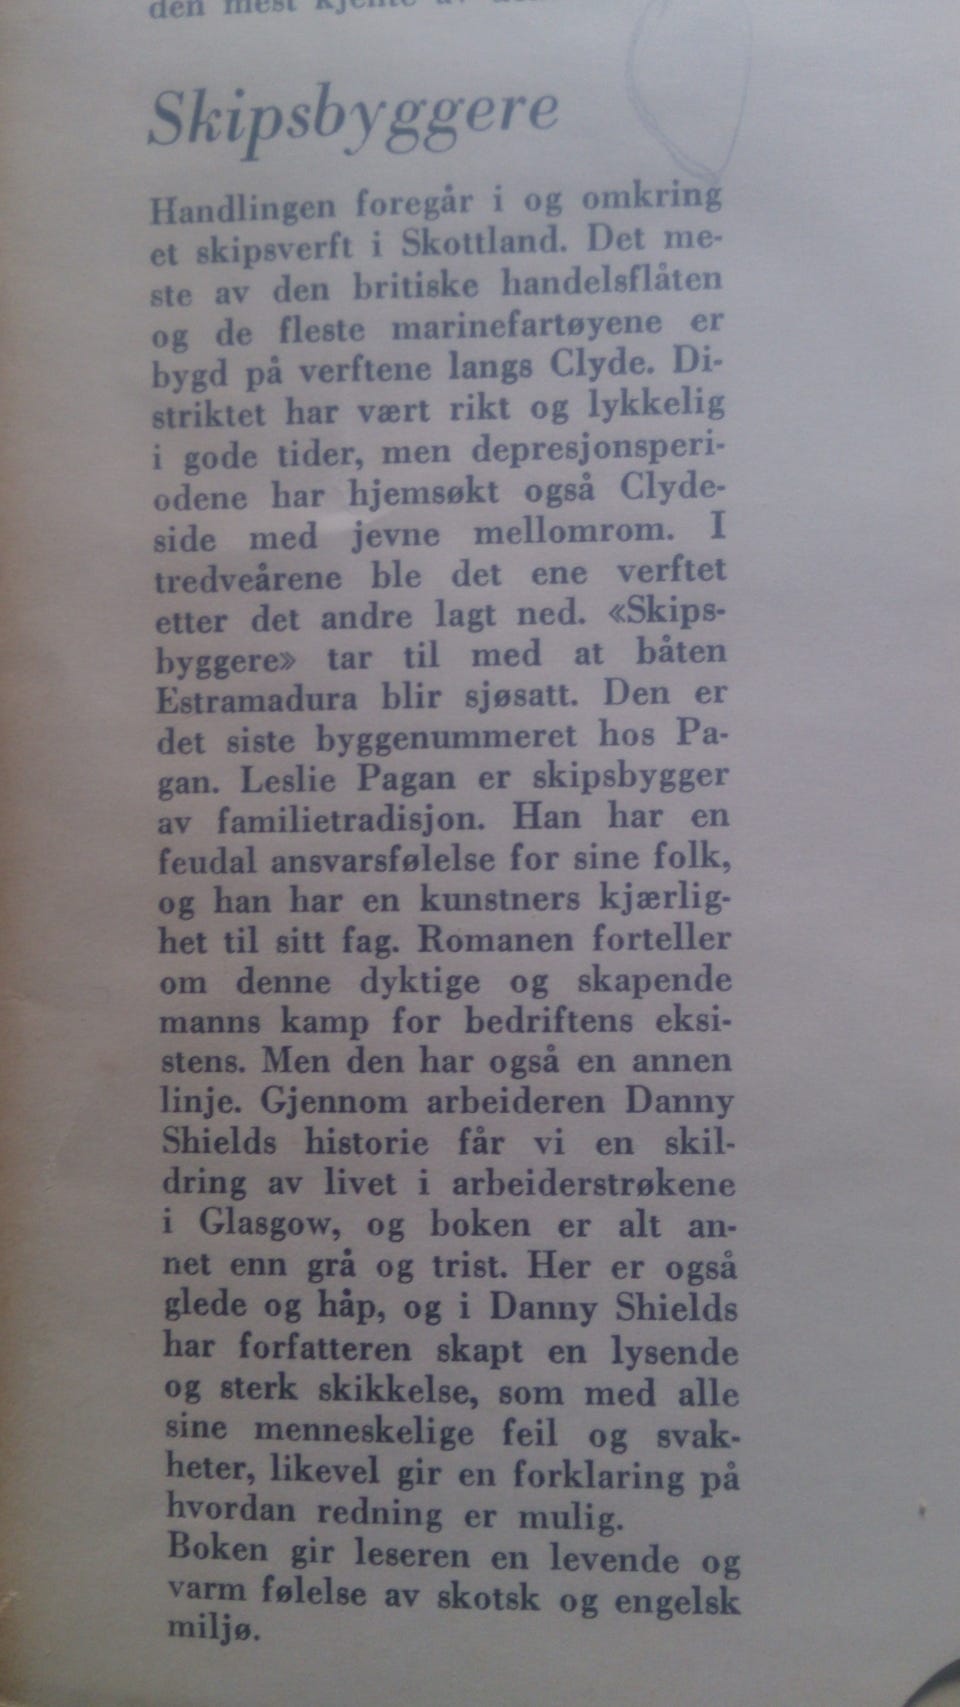 den mest kjente av
Skipsbyggere
Handlingen foregår i og omkring
et skipsverft i Skottland. Det me-
ste av den britiske handelsflåten
og de fleste marinefartøyene er
bygd på verftene langs Clyde. Di-
striktet har vært rikt og lykkelig
i gode tider, men depresjonsperi-
odene har hjemsøkt også Clyde-
side med jevne mellomrom. I
tredveårene ble det ene verftet
etter det andre lagt ned. «Skips-
byggere» tar til med at båten
Estramadura blir sjøsatt. Den er
det siste byggenummeret hos Pa-
gan. Leslie Pagan er skipsbygger
av familietradisjon. Han har en
feudal ansvarsfølelse for sine folk,
og han har en kunstners kjærlig-
het til sitt fag. Romanen forteller
om denne dyktige og skapende
manns kamp for bedriftens eksi-
stens. Men den har også en annen
linje. Gjennom arbeideren Danny
Shields historie får vi en skil-
dring av livet i arbeiderstrøkene
i Glasgow, og boken er alt an-
net enn grå og trist. Her er også
glede og håp, og i Danny Shields
har forfatteren skapt en lysende
og sterk skikkelse, som med alle
sine menneskelige feil og svak-
heter, likevel gir en forklaring på
hvordan redning er mulig.
Boken gir leseren en levende og
varm følelse av skotsk og engelsk
miljø.